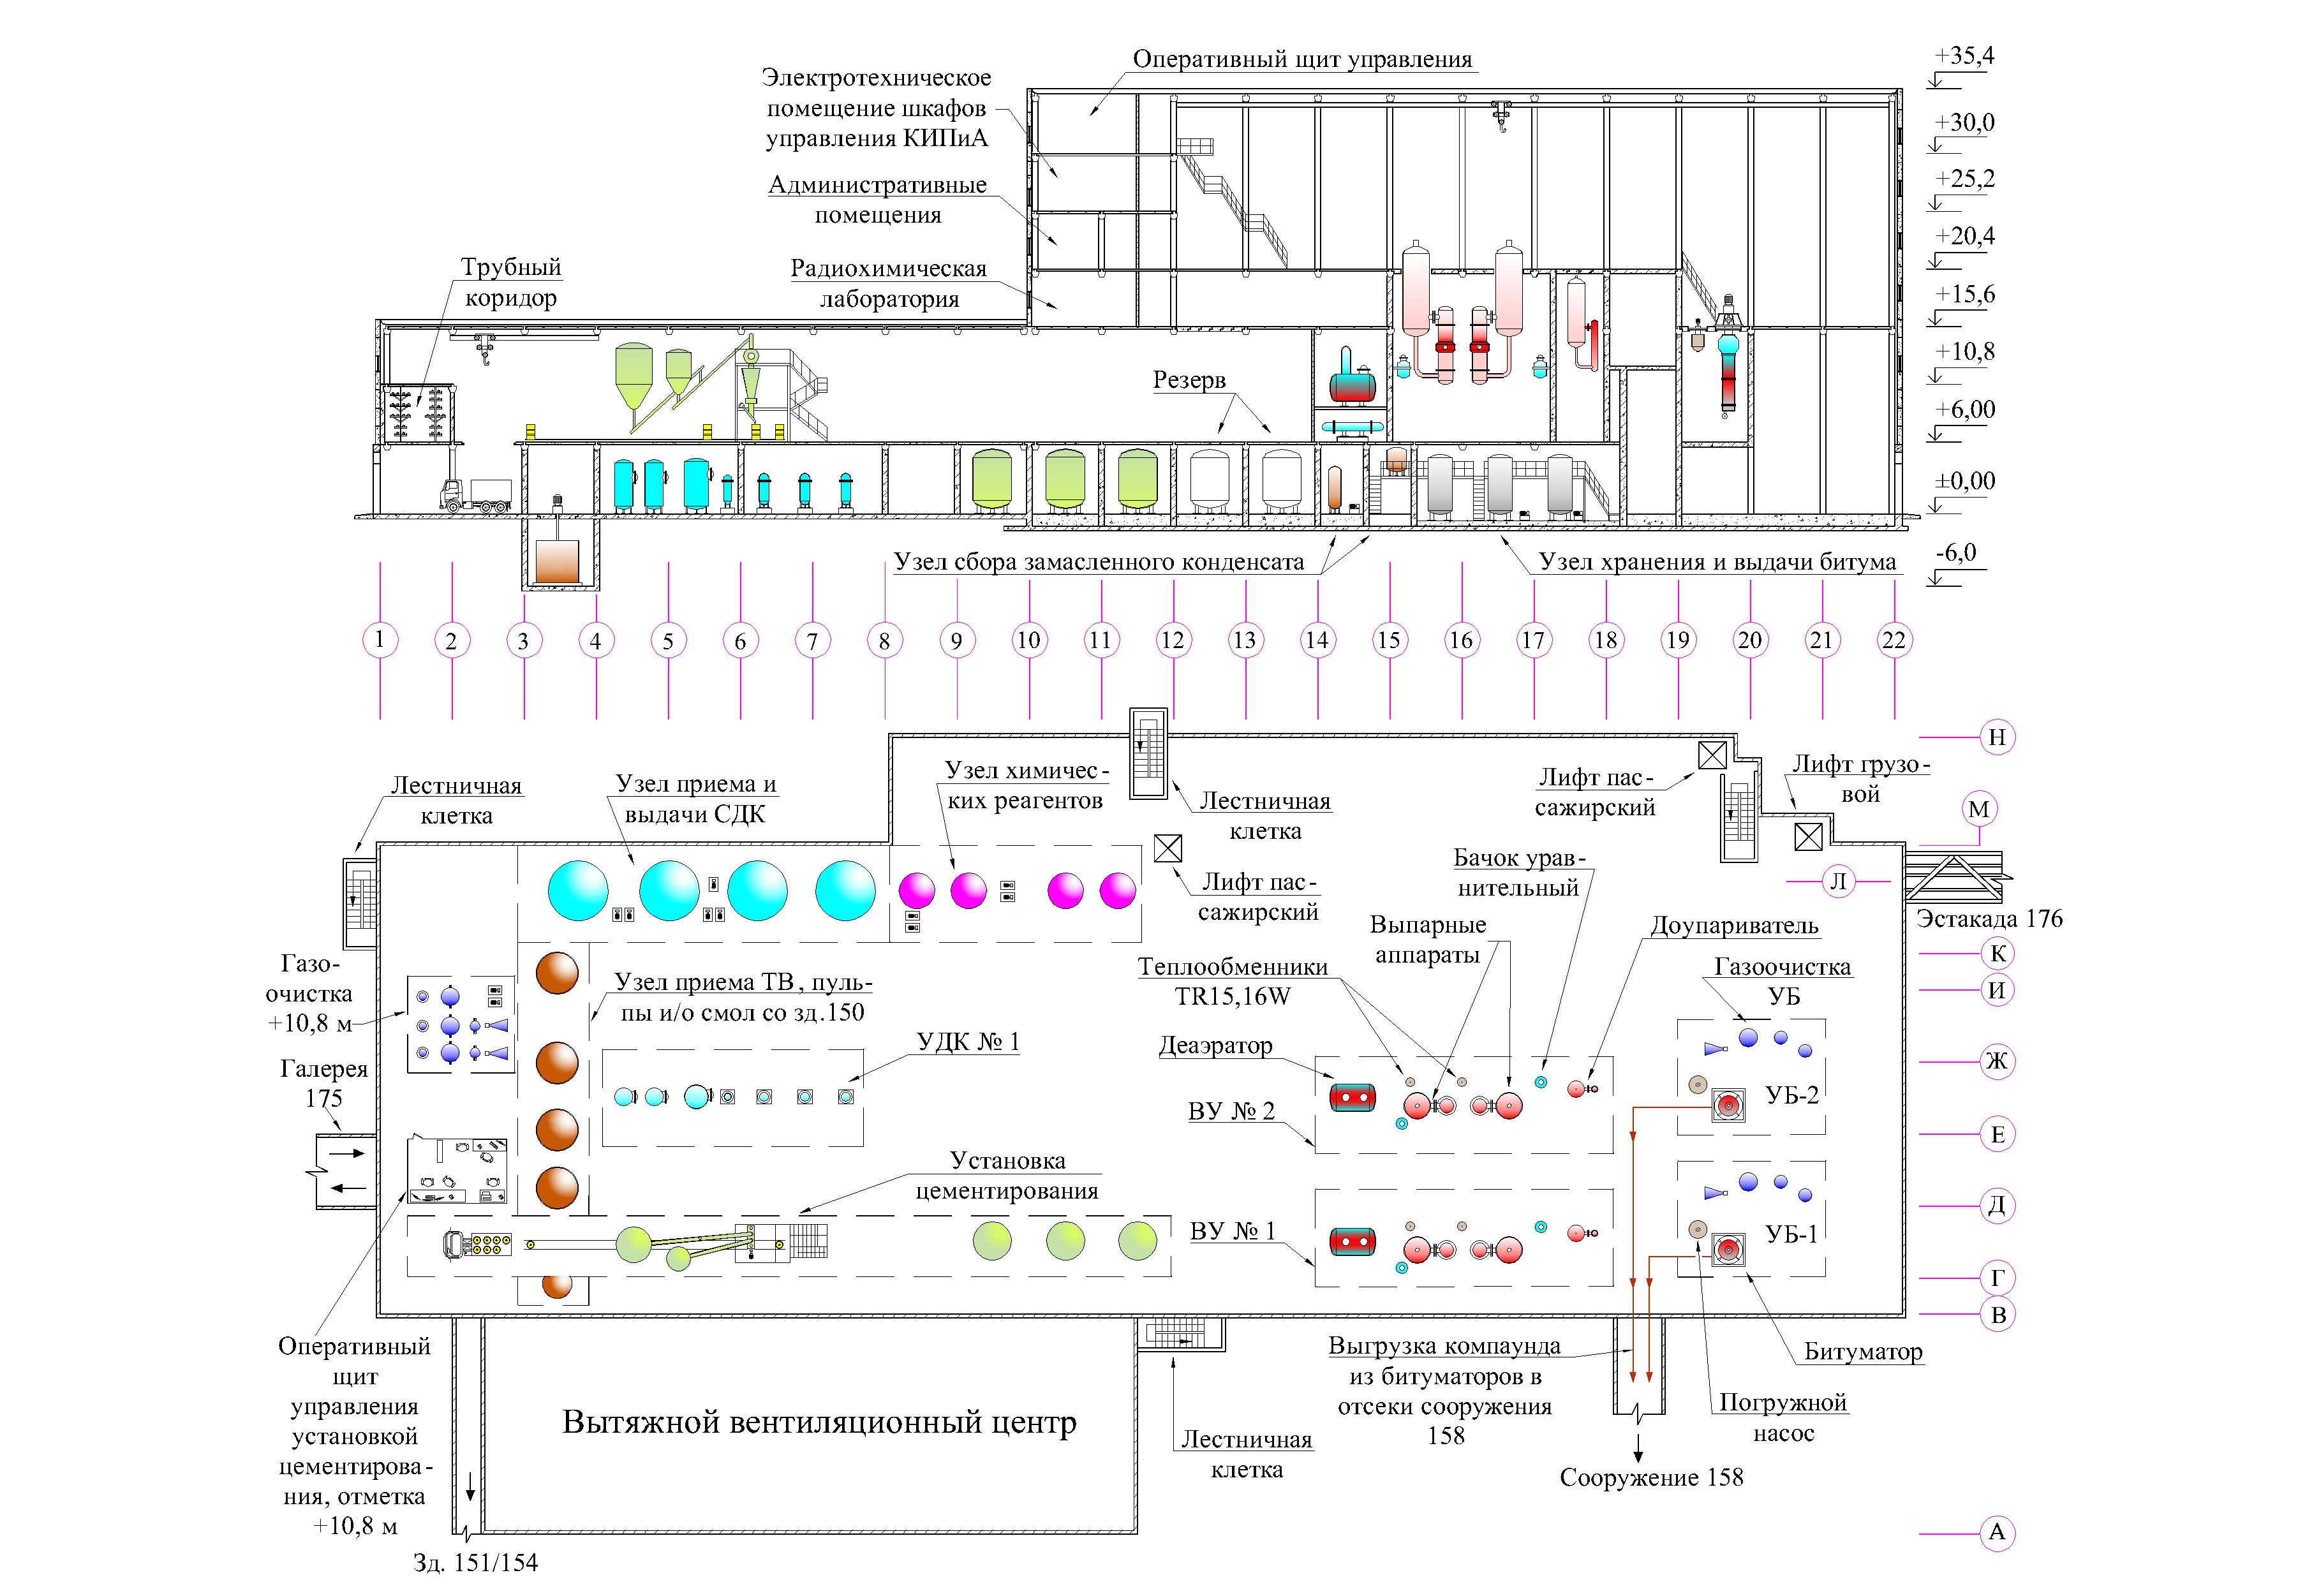 Оперативный щит управления
Электротехническое
помещение шкафов
управления КИПиА
Административные
помещения
Радиохимическая
лаборатория
Трубный
коридор
Резерв
+35,4
+30,0
+25,2
+20,4
+15,6
+10,8
+6,00
±0,00
-6,0
Узел сбора замасленного конденсата
Узел хранения и выдачи битума
1 2 3 4 5 6 7 8 9 10 11 12 13 14 15 16 17 18 19 20 21 22
Н
М
Л
К
И
Ж
Е
Д
Г
В
А
Лестничная
клетка
Узел приема и
выдачи СДК
Узел химичес-
ких реагентов
Лестничная
клетка
Лифт пас-
сажирский
Лифт пас-
сажирский
Лифт грузо-
вой
Эстакада 176
Бачок урав-
нительный
Выпарные
аппараты
Доупариватель
Теплообменники
TR15,16W
Газоочистка
УБ
Газо-
очистка
+10,8 м
Узел приема ТВ, пуль-
пы и/о смол со зд.150
УДК № 1
Деаэратор
ВУ № 2
УБ-2
Галерея
175
Установка
цементирования
ВУ № 1
УБ-1
Оперативный
щит
управления
установкой
цементирова-
ния, отметка
+10,8 м
Зд. 151/154
Вытяжной вентиляционный центр
Лестничная
клетка
Выгрузка компаунда
из битуматоров в
отсеки сооружения
158
Сооружение 158
Битуматор
Погружной
насос